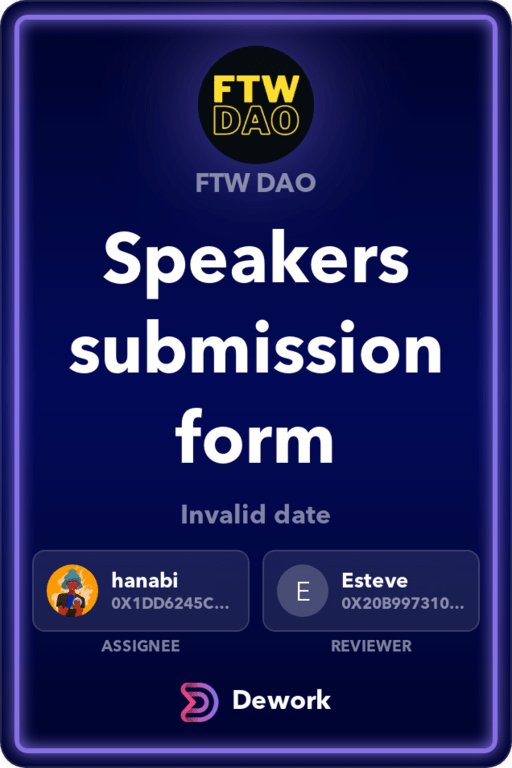 FTW
DAO
FTW DAO
Speakers
submission
form
Invalid date
hanabi
0X1DD6245C...
E
Esteve
0X20B997310...
ASSIGNEE
REVIEWER
Dework